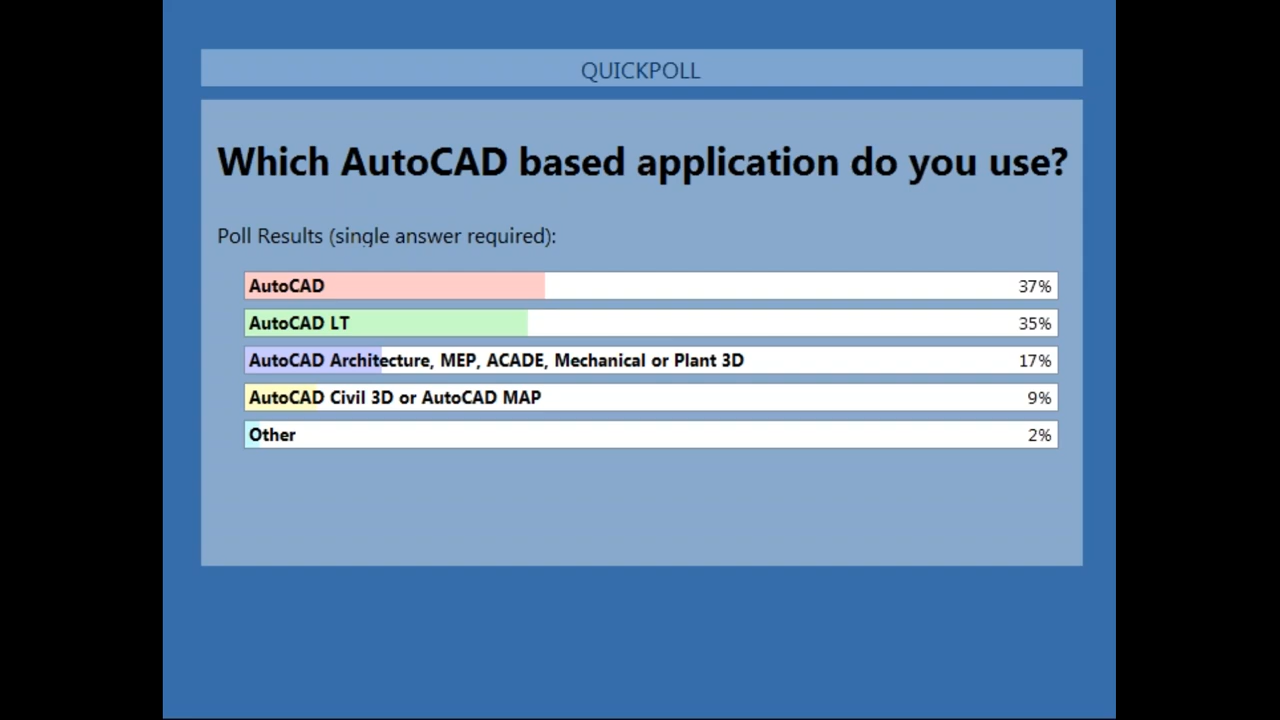 QUICKPOLL
Which AutoCAD based application do you use?
Poll Results (single answer required):
AutoCAD 37%
AutoCAD LT 35%
AutoCAD Architecture, MEP, ACADE, Mechanical or Plant 3D 17%
AutoCAD Civil 3D or AutoCAD MAP 9%
Other 2%